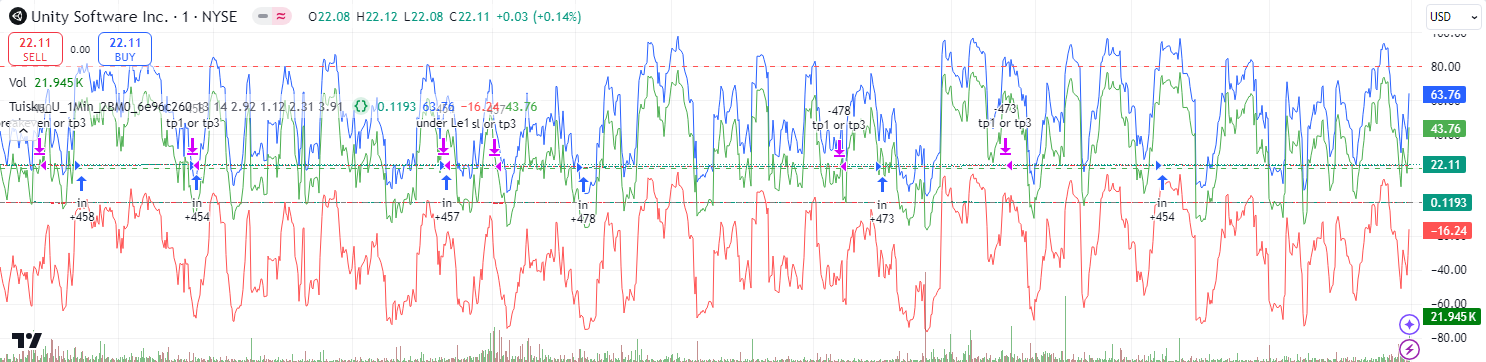 Unity Software Inc. · 1 · NYSE O22.08 H22.12 L22.08 C22.11 +0.03 (+0.14%)
USD
22.11 SELL
0.00
22.11 BUY
Vol 21.945 K
Tuisku_U_1Min_2BM0_6e96c260 13 14 2.92 1.12 2.31 3.91 {} 0.1193 63.76 −16.24 43.76
en or tp3
tp1 or tp3
under Le1
sl or tp3
-478
tp1 or tp3
-473
tp1 or tp3
in
+458
in
+454
in
+457
in
+478
in
+473
in
+454
80.00
63.76
43.76
22.11
0.1193
−16.24
−40.00
−60.00
21.945 K
−80.00